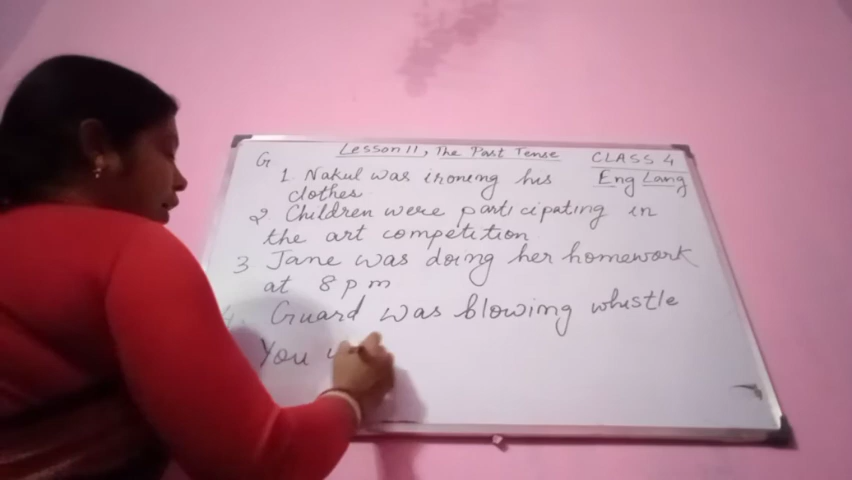 Lesson 11, The Past Tense CLASS 4
G Eng Lang
1. Nakul was ironing his
clothes.
2 Children were participating in
the art competition
3 Jane was doing her homework
at 8 pm
4. Guard was blowing whistle
You